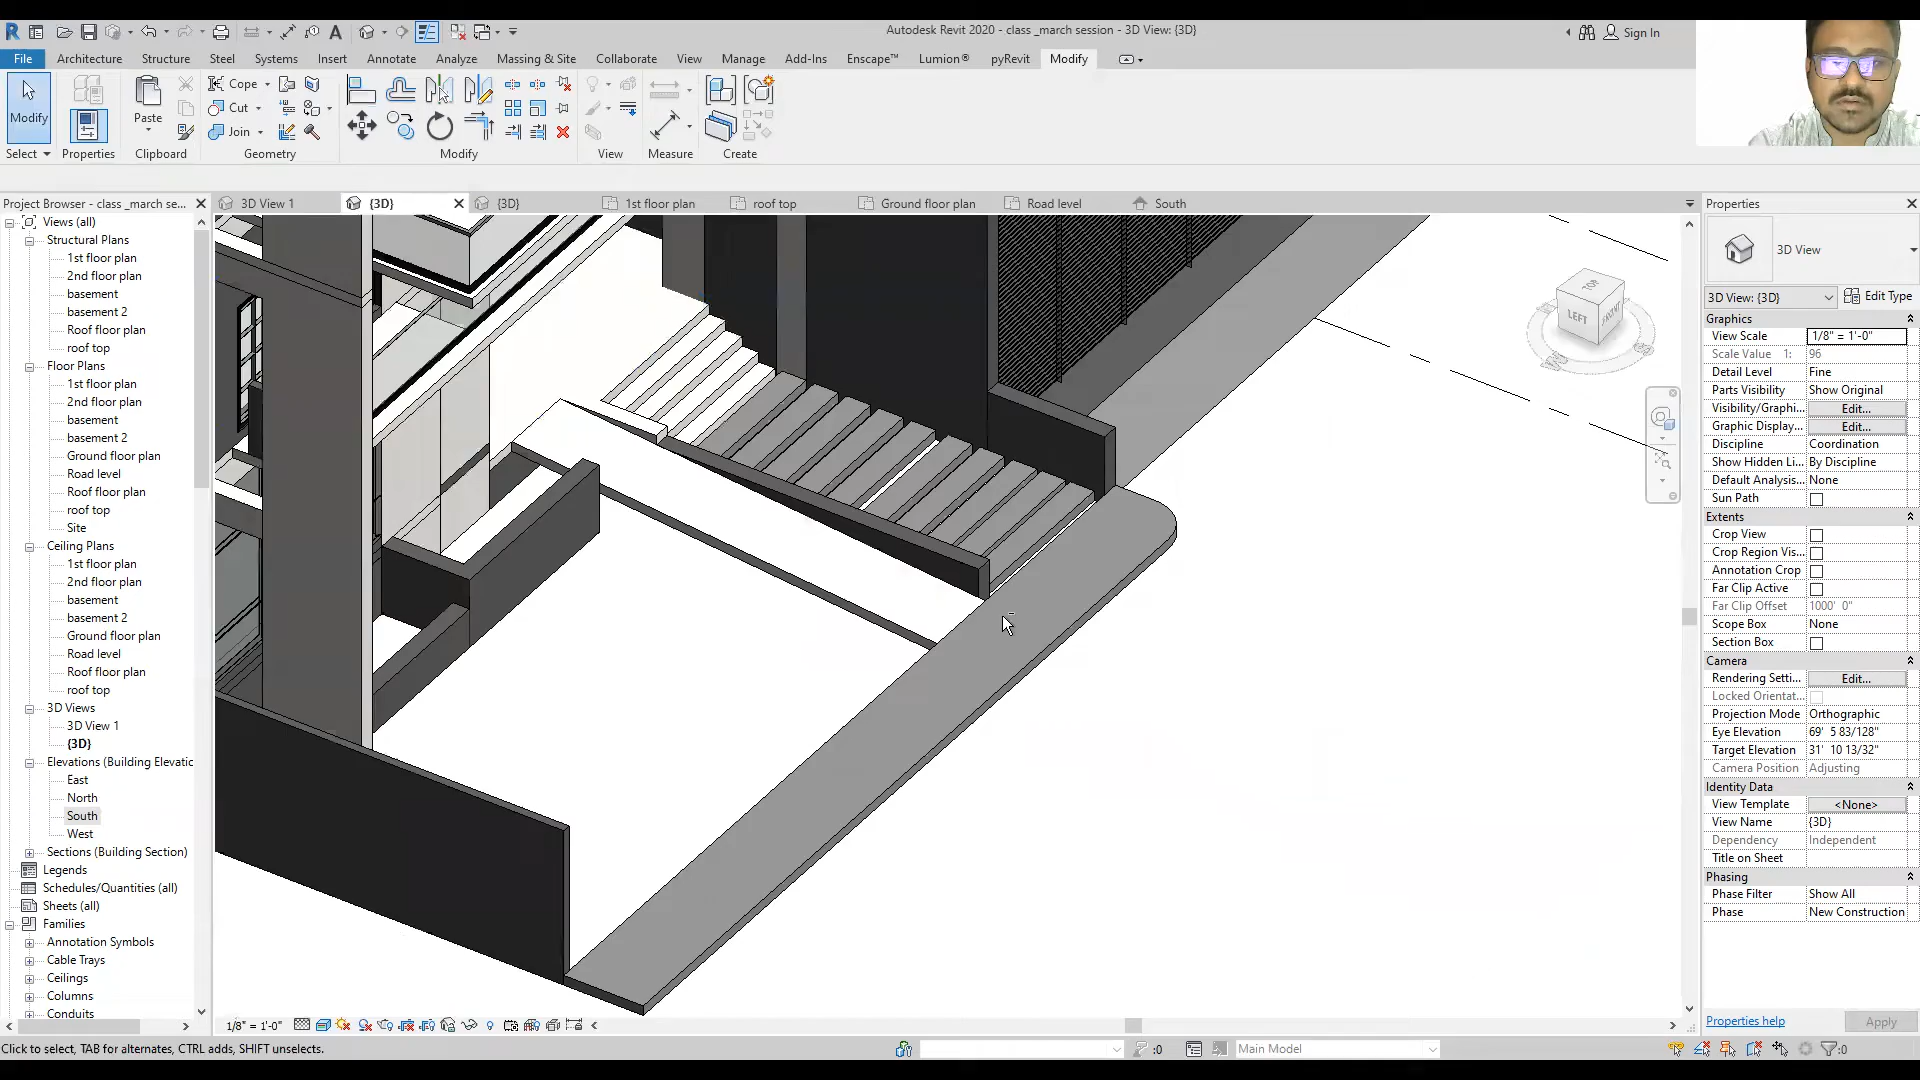 Autodesk Revit 2020 - class _march session - 3D View: {3D}
Sign In
File
Architecture
Structure
Steel
Systems
Insert
Annotate
Analyze
Massing & Site
Collaborate
View
Manage
Add-Ins
Enscape™
Lumion®
pyRevit
Modify
Modify
Paste
Cope
Cut
Join
Select
Properties
Clipboard
Geometry
Modify
View
Measure
Create
Project Browser - class _march se...
3D View 1
{3D}
{3D}
1st floor plan
roof top
Ground floor plan
Road level
South
Properties
Views (all)
Structural Plans
1st floor plan
2nd floor plan
basement
basement 2
Roof floor plan
roof top
Floor Plans
1st floor plan
2nd floor plan
basement
basement 2
Ground floor plan
Road level
Roof floor plan
roof top
Site
Ceiling Plans
1st floor plan
2nd floor plan
basement
basement 2
Ground floor plan
Road level
Roof floor plan
roof top
3D Views
3D View 1
{3D}
Elevations (Building Elevatic
East
North
South
West
Sections (Building Section)
Legends
Schedules/Quantities (all)
Sheets (all)
Families
Annotation Symbols
Cable Trays
Ceilings
Columns
Conduits
TOP
LEFT
FRONT
3D View
3D View: {3D}
Edit Type
Graphics
View Scale 1/8" = 1'-0"
Scale Value 1: 96
Detail Level Fine
Parts Visibility Show Original
Visibility/Graphi... Edit...
Graphic Display... Edit...
Discipline Coordination
Show Hidden Li... By Discipline
Default Analysis... None
Sun Path
Extents
Crop View
Crop Region Vis...
Annotation Crop
Far Clip Active
Far Clip Offset 1000' 0"
Scope Box None
Section Box
Camera
Rendering Setti... Edit...
Locked Orientat...
Projection Mode Orthographic
Eye Elevation 69' 5 83/128"
Target Elevation 31' 10 13/32"
Camera Position Adjusting
Identity Data
View Template <None>
View Name {3D}
Dependency Independent
Title on Sheet
Phasing
Phase Filter Show All
Phase New Construction
Properties help
Apply
1/8" = 1'-0"
Click to select, TAB for alternates, CTRL adds, SHIFT unselects.
:0
Main Model
:0